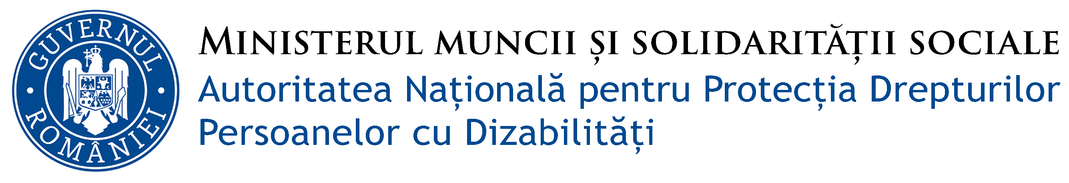 GUVERNUL
ROMÂNIEI
MINISTERUL MUNCII ȘI SOLIDARITĂȚII SOCIALE
Autoritatea Națională pentru Protecția Drepturilor
Persoanelor cu Dizabilități